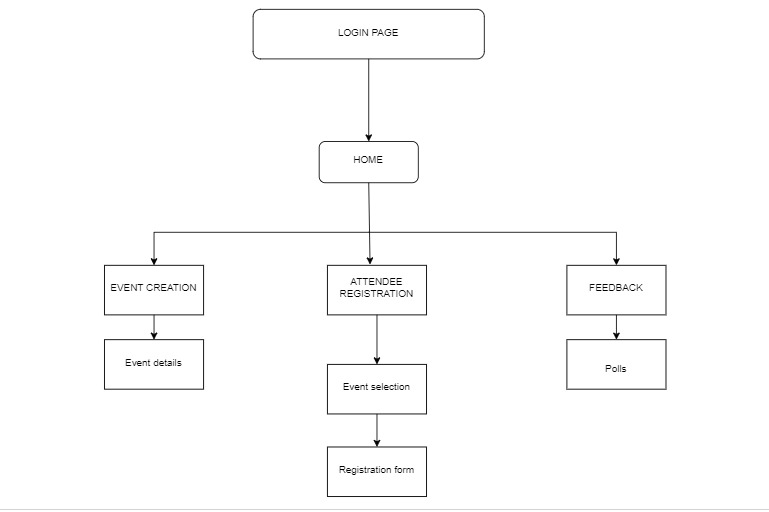 LOGIN PAGE
HOME
EVENT CREATION
ATTENDEE
REGISTRATION
FEEDBACK
Event details
Event selection
Polls
Registration form